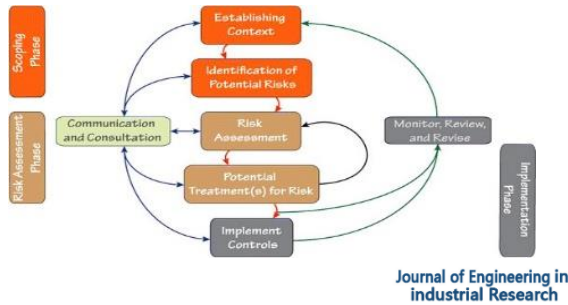 Scoping
Phase
Establishing
Context
Identification of
Potential Risks
Risk Assessment
Phase
Communication
and Consultation
Risk
Assessment
Monitor, Review,
and Revise
Potential
Treatment(s) for Risk
Implement
Controls
Implementation
Phase
Journal of Engineering in
industrial Research